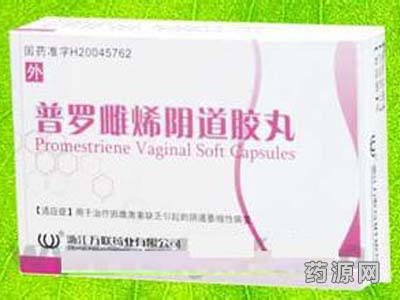 国药准字H20045762
外
普罗雌烯阴道胶丸
Promestriene Vaginal Soft Capsules
【适应症】用于治疗因雌激素缺乏引起的阴道萎缩性病变
浙江万联药业有限公司
药源网